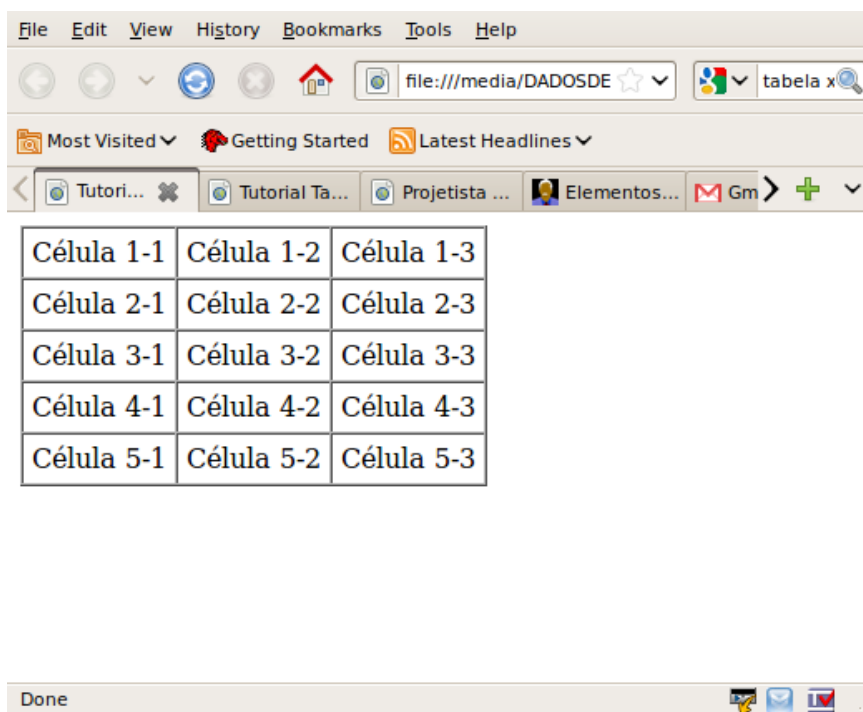 File Edit View History Bookmarks Tools Help
file:///media/DADOSDE tabela x
Most Visited Getting Started Latest Headlines
Tutori... Tutorial Ta... Projetista ... Elementos... Gm
Célula 1-1 Célula 1-2 Célula 1-3
Célula 2-1 Célula 2-2 Célula 2-3
Célula 3-1 Célula 3-2 Célula 3-3
Célula 4-1 Célula 4-2 Célula 4-3
Célula 5-1 Célula 5-2 Célula 5-3
Done